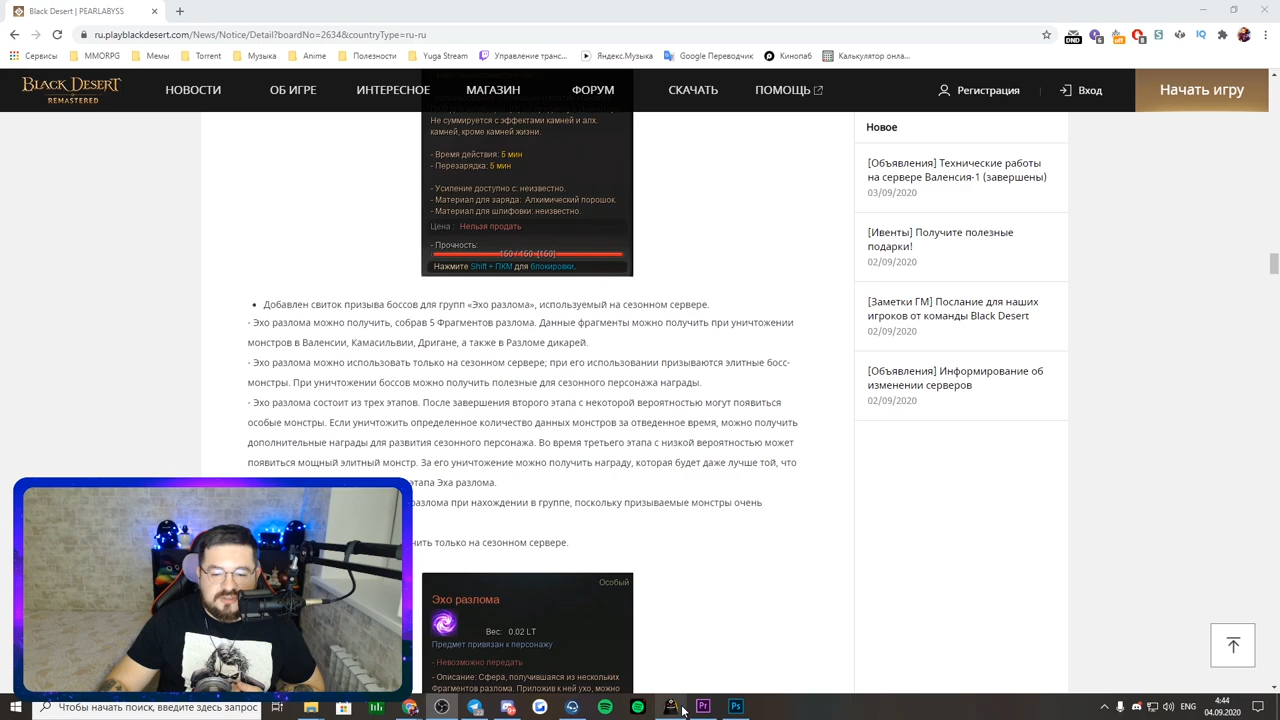 Black Desert | PEARLABYSS
ru.playblackdesert.com/News/Notice/Detail?boardNo=2634&countryType=ru-ru
Сервисы
MMORPG
Мемы
Torrent
Музыка
Anime
Полезности
Yuga Stream
Управление транс...
Яндекс.Музыка
Google Переводчик
Кинопаб
Калькулятор онла...
BLACK DESERT
REMASTERED
НОВОСТИ
ОБ ИГРЕ
ИНТЕРЕСНОЕ
МАГАЗИН
ФОРУМ
СКАЧАТЬ
ПОМОЩЬ
Регистрация
Вход
Начать игру
Не суммируется с эффектами камней и алх.
камней, кроме камней жизни.
- Время действия: 5 мин
- Перезарядка: 5 мин
- Усиление доступно с: неизвестно.
- Материал для заряда: Алхимический порошок.
- Материал для шлифовки: неизвестно.
Цена : Нельзя продать
- Прочность:
150 / 150 [150]
Нажмите Shift + ПКМ для блокировки.
• Добавлен свиток призыва боссов для групп «Эхо разлома», используемый на сезонном сервере.
- Эхо разлома можно получить, собрав 5 Фрагментов разлома. Данные фрагменты можно получить при уничтожении
монстров в Валенсии, Камасильвии, Дригане, а также в Разломе дикарей.
- Эхо разлома можно использовать только на сезонном сервере; при его использовании призываются элитные босс-
монстры. При уничтожении боссов можно получить полезные для сезонного персонажа награды.
- Эхо разлома состоит из трех этапов. После завершения второго этапа с некоторой вероятностью могут появиться
особые монстры. Если уничтожить определенное количество данных монстров за отведенное время, можно получить
дополнительные награды для развития сезонного персонажа. Во время третьего этапа с низкой вероятностью может
появиться мощный элитный монстр. За его уничтожение можно получить награду, которая будет даже лучше той, что
этапа Эха разлома.
разлома при нахождении в группе, поскольку призываемые монстры очень
чить только на сезонном сервере.
Особый
Эхо разлома
Вес: 0.02 LT
Предмет привязан к персонажу
- Невозможно передать
- Описание: Сфера, получившаяся из нескольких
Фрагментов разлома. Приложив к ней ухо, можно
Новое
[Объявления] Технические работы
на сервере Валенсия-1 (завершены)
03/09/2020
[Ивенты] Получите полезные
подарки!
02/09/2020
[Заметки ГМ] Послание для наших
игроков от команды Black Desert
02/09/2020
[Объявления] Информирование об
изменении серверов
02/09/2020
Чтобы начать поиск, введите здесь запрос
Pr
Ps
4:44
04.09.2020